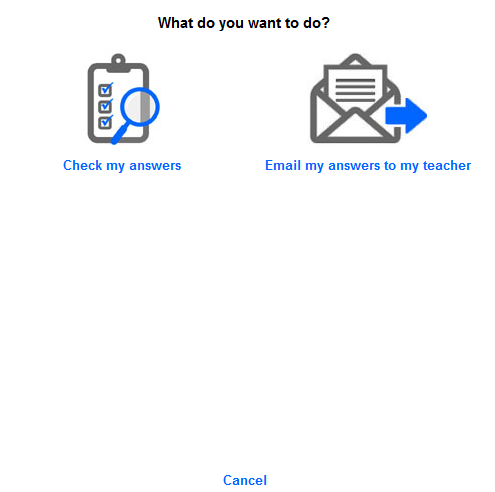 What do you want to do?
Check my answers
Email my answers to my teacher
Cancel